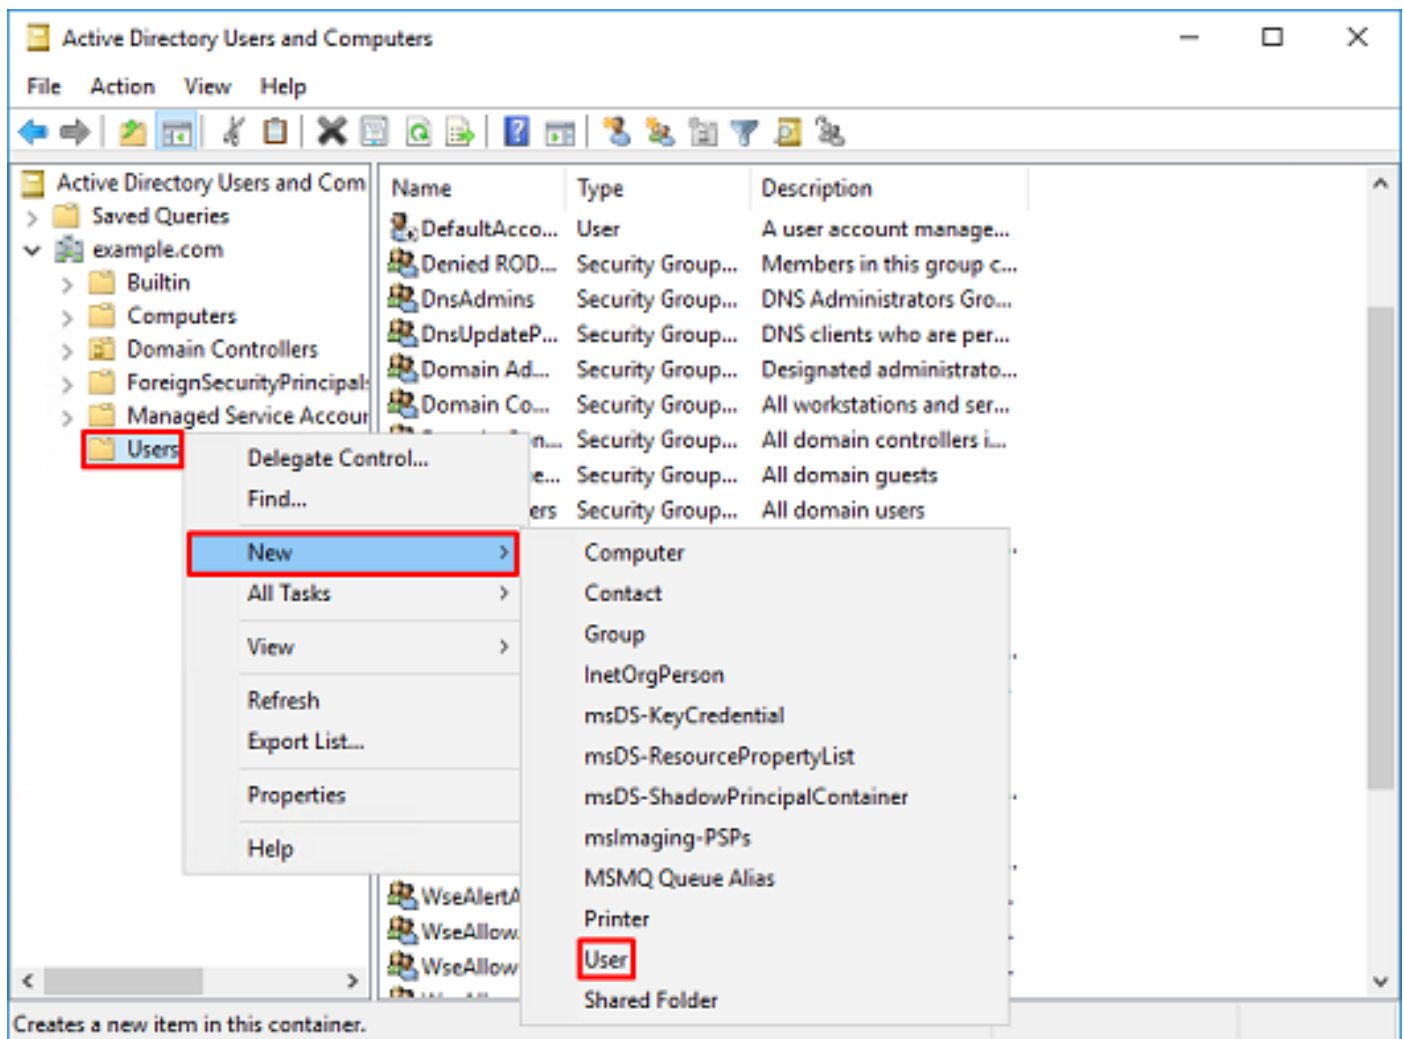 Active Directory Users and Computers
File Action View Help
Active Directory Users and Com
Saved Queries
example.com
Builtin
Computers
Domain Controllers
ForeignSecurityPrincipals
Managed Service Accour
Users
Name Type Description
DefaultAcco... User A user account manage...
Denied ROD... Security Group... Members in this group c...
DnsAdmins Security Group... DNS Administrators Gro...
DnsUpdateP... Security Group... DNS clients who are per...
Domain Ad... Security Group... Designated administrato...
Domain Co... Security Group... All workstations and ser...
Security Group... All domain controllers i...
Security Group... All domain guests
ers Security Group... All domain users
WseAlertA
WseAllow.
WseAllow
Delegate Control...
Find...
New
All Tasks
View
Refresh
Export List...
Properties
Help
Computer
Contact
Group
InetOrgPerson
msDS-KeyCredential
msDS-ResourcePropertyList
msDS-ShadowPrincipalContainer
msImaging-PSPs
MSMQ Queue Alias
Printer
User
Shared Folder
Creates a new item in this container.